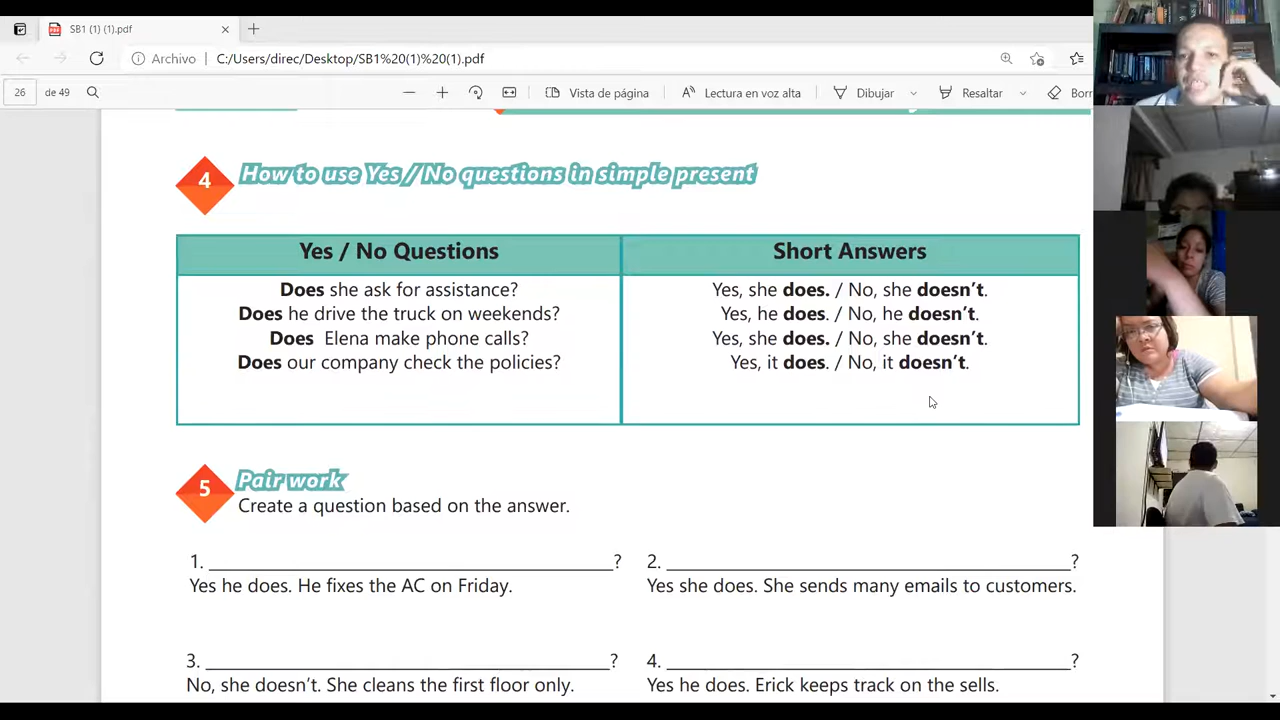 SB1 (1) (1).pdf
Archivo
C:/Users/direc/Desktop/SB1%20(1)%20(1).pdf
26
de 49
Vista de página
Lectura en voz alta
Dibujar
Resaltar
4
How to use Yes / No questions in simple present
Yes / No Questions
Short Answers
Does she ask for assistance?
Yes, she does. / No, she doesn't.
Does he drive the truck on weekends?
Yes, he does. / No, he doesn't.
Does Elena make phone calls?
Yes, she does. / No, she doesn't.
Does our company check the policies?
Yes, it does. / No, it doesn't.
5
Pair work
Create a question based on the answer.
1. ______________________________?
Yes he does. He fixes the AC on Friday.
2. ______________________________?
Yes she does. She sends many emails to customers.
3. ______________________________?
No, she doesn't. She cleans the first floor only.
4. ______________________________?
Yes he does. Erick keeps track on the sells.